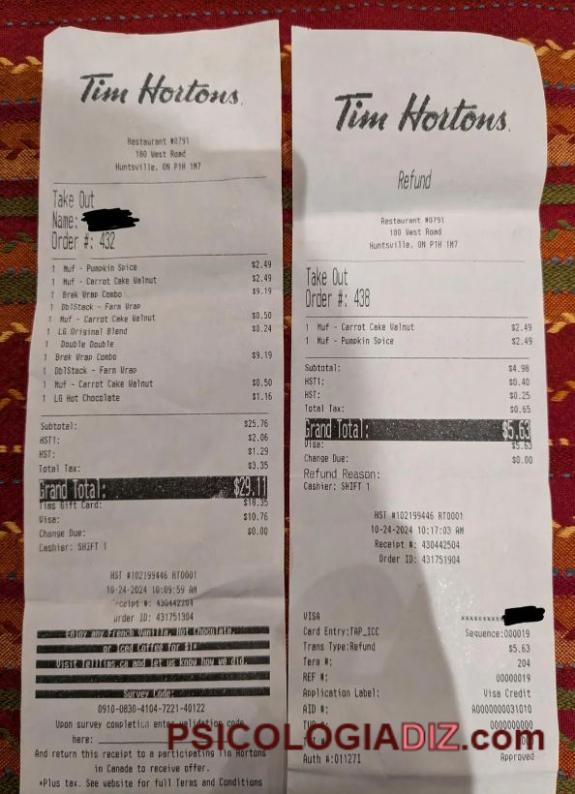 Tim Hortons
Restaurant #0791
180 West Road
Huntsville, ON P1H 1M7
Take Out
Name:
Order #: 432
1 Muf - Pumpkin Spice $2.49
1 Muf - Carrot Cake Walnut $2.49
1 Brek Wrap Combo $9.19
1 DblStack - Farm Wrap
1 Muf - Carrot Cake Walnut $0.50
1 LG Original Blend $0.24
1 Double Double
1 Brek Wrap Combo $9.19
1 DblStack - Farm Wrap
1 Muf - Carrot Cake Walnut $0.50
1 LG Hot Chocolate $1.16
Subtotal: $25.76
HST1: $2.06
HST: $1.29
Total Tax: $3.35
Grand Total: $29.11
Tims Gift Card: $18.35
Visa: $10.76
Change Due: $0.00
Cashier: SHIFT 1
HST #102199446 RT0001
10-24-2024 10:09:59 AM
Receipt #: 430442204
Order ID: 431751304
Enjoy any French Vanilla, Hot Chocolate,
or Iced Coffee for $1*
Visit TellTims.ca and let us know how we did.
Survey Code:
0910-0830-4104-7221-40122
Upon survey completion enter validation code
here:
And return this receipt to a participating Tim Hortons
in Canada to receive offer.
*Plus tax. See website for full Terms and Conditions
Tim Hortons
Refund
Restaurant #0791
180 West Road
Huntsville, ON P1H 1M7
Take Out
Order #: 438
1 Muf - Carrot Cake Walnut $2.49
1 Muf - Pumpkin Spice $2.49
Subtotal: $4.98
HST1: $0.40
HST: $0.25
Total Tax: $0.65
Grand Total: $5.63
Visa: $5.63
Change Due: $0.00
Refund Reason:
Cashier: SHIFT 1
HST #102199446 RT0001
10-24-2024 10:17:03 AM
Receipt #: 430442504
Order ID: 431751904
VISA
Card Entry:TAP_ICC Sequence:000019
Trans Type:Refund $5.63
Term #: 204
REF #: 00000019
Application Label: Visa Credit
AID #: A0000000031010
0000000000
Auth #:011271 Approved
PSICOLOGIADIZ.com